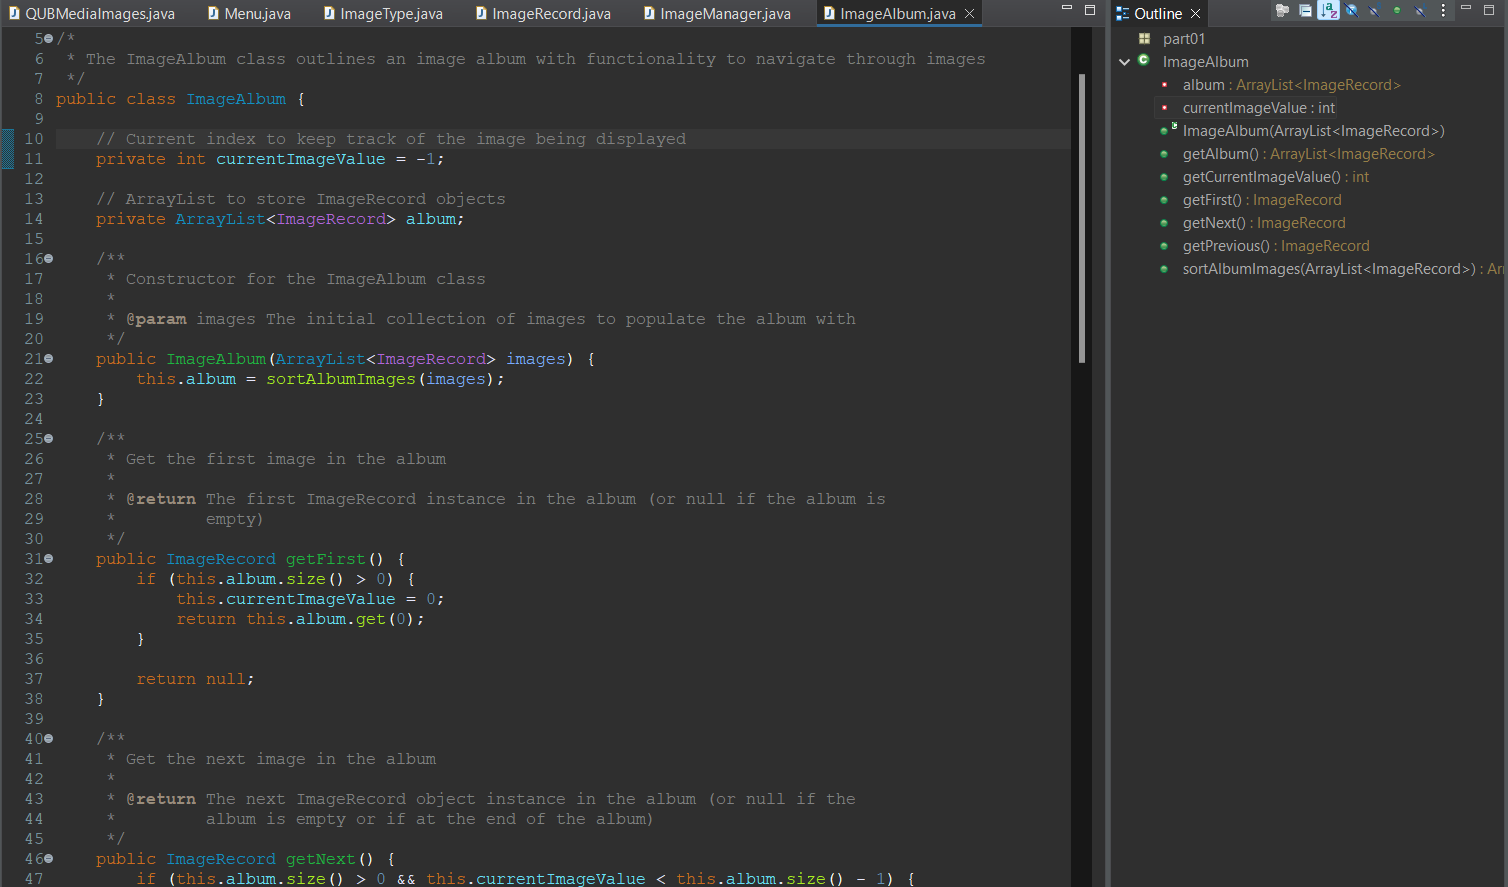 QUBMediaImages.java Menu.java ImageType.java ImageRecord.java ImageManager.java ImageAlbum.java
5 /*
6  * The ImageAlbum class outlines an image album with functionality to navigate through images
7  */
8 public class ImageAlbum {
9
10     // Current index to keep track of the image being displayed
11     private int currentImageValue = -1;
12
13     // ArrayList to store ImageRecord objects
14     private ArrayList<ImageRecord> album;
15
16     /**
17      * Constructor for the ImageAlbum class
18      *
19      * @param images The initial collection of images to populate the album with
20      */
21     public ImageAlbum(ArrayList<ImageRecord> images) {
22         this.album = sortAlbumImages(images);
23     }
24
25     /**
26      * Get the first image in the album
27      *
28      * @return The first ImageRecord instance in the album (or null if the album is
29      *         empty)
30      */
31     public ImageRecord getFirst() {
32         if (this.album.size() > 0) {
33             this.currentImageValue = 0;
34             return this.album.get(0);
35         }
36
37         return null;
38     }
39
40     /**
41      * Get the next image in the album
42      *
43      * @return The next ImageRecord object instance in the album (or null if the
44      *         album is empty or if at the end of the album)
45      */
46     public ImageRecord getNext() {
47         if (this.album.size() > 0 && this.currentImageValue < this.album.size() - 1) {
Outline
part01
ImageAlbum
album : ArrayList<ImageRecord>
currentImageValue : int
ImageAlbum(ArrayList<ImageRecord>)
getAlbum() : ArrayList<ImageRecord>
getCurrentImageValue() : int
getFirst() : ImageRecord
getNext() : ImageRecord
getPrevious() : ImageRecord
sortAlbumImages(ArrayList<ImageRecord>) : Ar